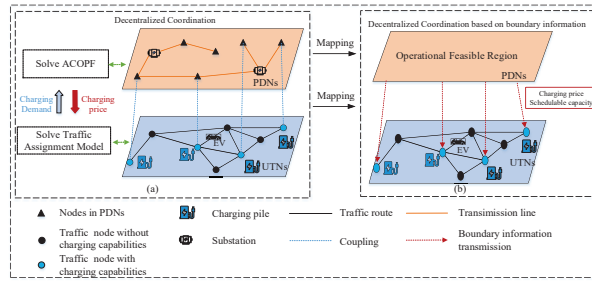 Decentralized Coordination
Decentralized Coordination based on boundary information
Solve ACOPF
Substation
Substation
PDNs
Mapping
Operational Feasible Region
PDNs
Charging
Demand
Charging
price
Mapping
Charging price
Schedulable capacity
Solve Traffic
Assignment Model
EV
UTNs
EV
UTNs
(a)
(b)
Nodes in PDNs
Charging pile
Traffic route
Transimission line
Traffic node without
charging capabilities
Substation
Coupling
Boundary information
transmission
Traffic node with
charging capabilities